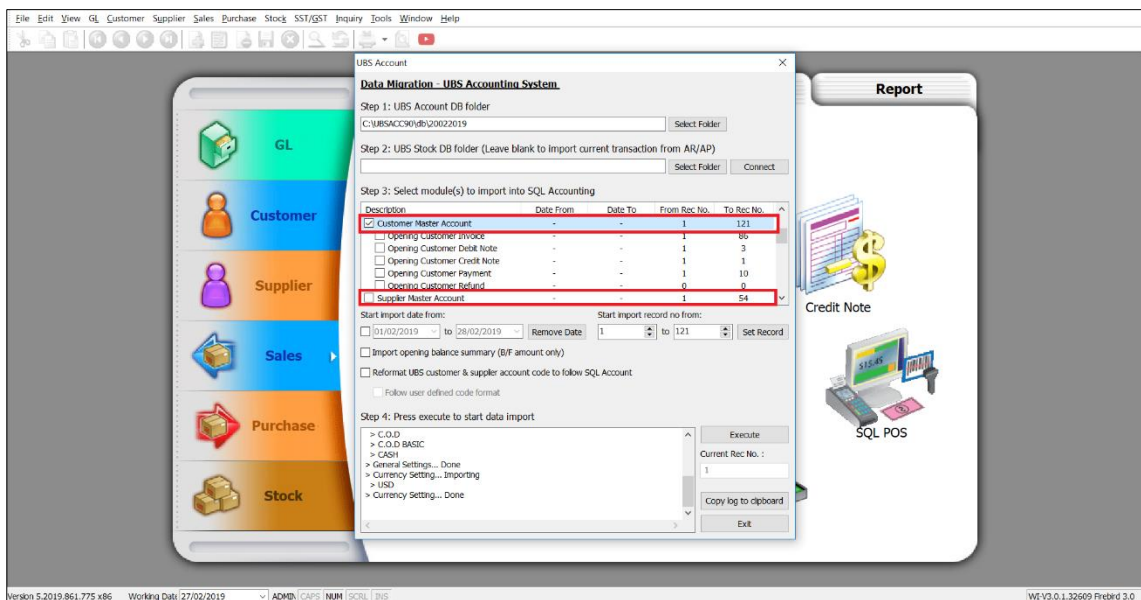 File Edit View GL Customer Supplier Sales Purchase Stock SST/GST Inquiry Tools Window Help
UBS Account
Data Migration - UBS Accounting System
Step 1: UBS Account DB folder
C:\UBSACC90\db\20022019 Select Folder
Step 2: UBS Stock DB folder (Leave blank to import current transaction from AR/AP)
Select Folder Connect
Step 3: Select module(s) to import into SQL Accounting
Description Date From Date To From Rec No. To Rec No.
Customer Master Account - - 1 121
Opening Customer Invoice - - 1 86
Opening Customer Debit Note - - 1 3
Opening Customer Credit Note - - 1 1
Opening Customer Payment - - 1 10
Opening Customer Refund - - 0 0
Supplier Master Account - - 1 54
Start import date from: Start import record no from:
01/02/2019 to 28/02/2019 Remove Date 1 to 121 Set Record
Import opening balance summary (B/F amount only)
Reformat UBS customer & suppler account code to follow SQL Account
Follow user defined code format
Step 4: Press execute to start data import
> C.O.D
> C.O.D BASIC
> CASH
> General Settings... Done
> Currency Setting... Importing
> USD
> Currency Setting... Done
Execute
Current Rec No. :
1
Copy log to clipboard
Exit
GL
Customer
Supplier
Sales
Purchase
Stock
Report
Credit Note
$15.45
SQL POS
Version 5.2019.861.775 x86 Working Date 27/02/2019 ADMIN CAPS NUM SCRL INS WI-V3.0.1.32609 Firebird 3.0